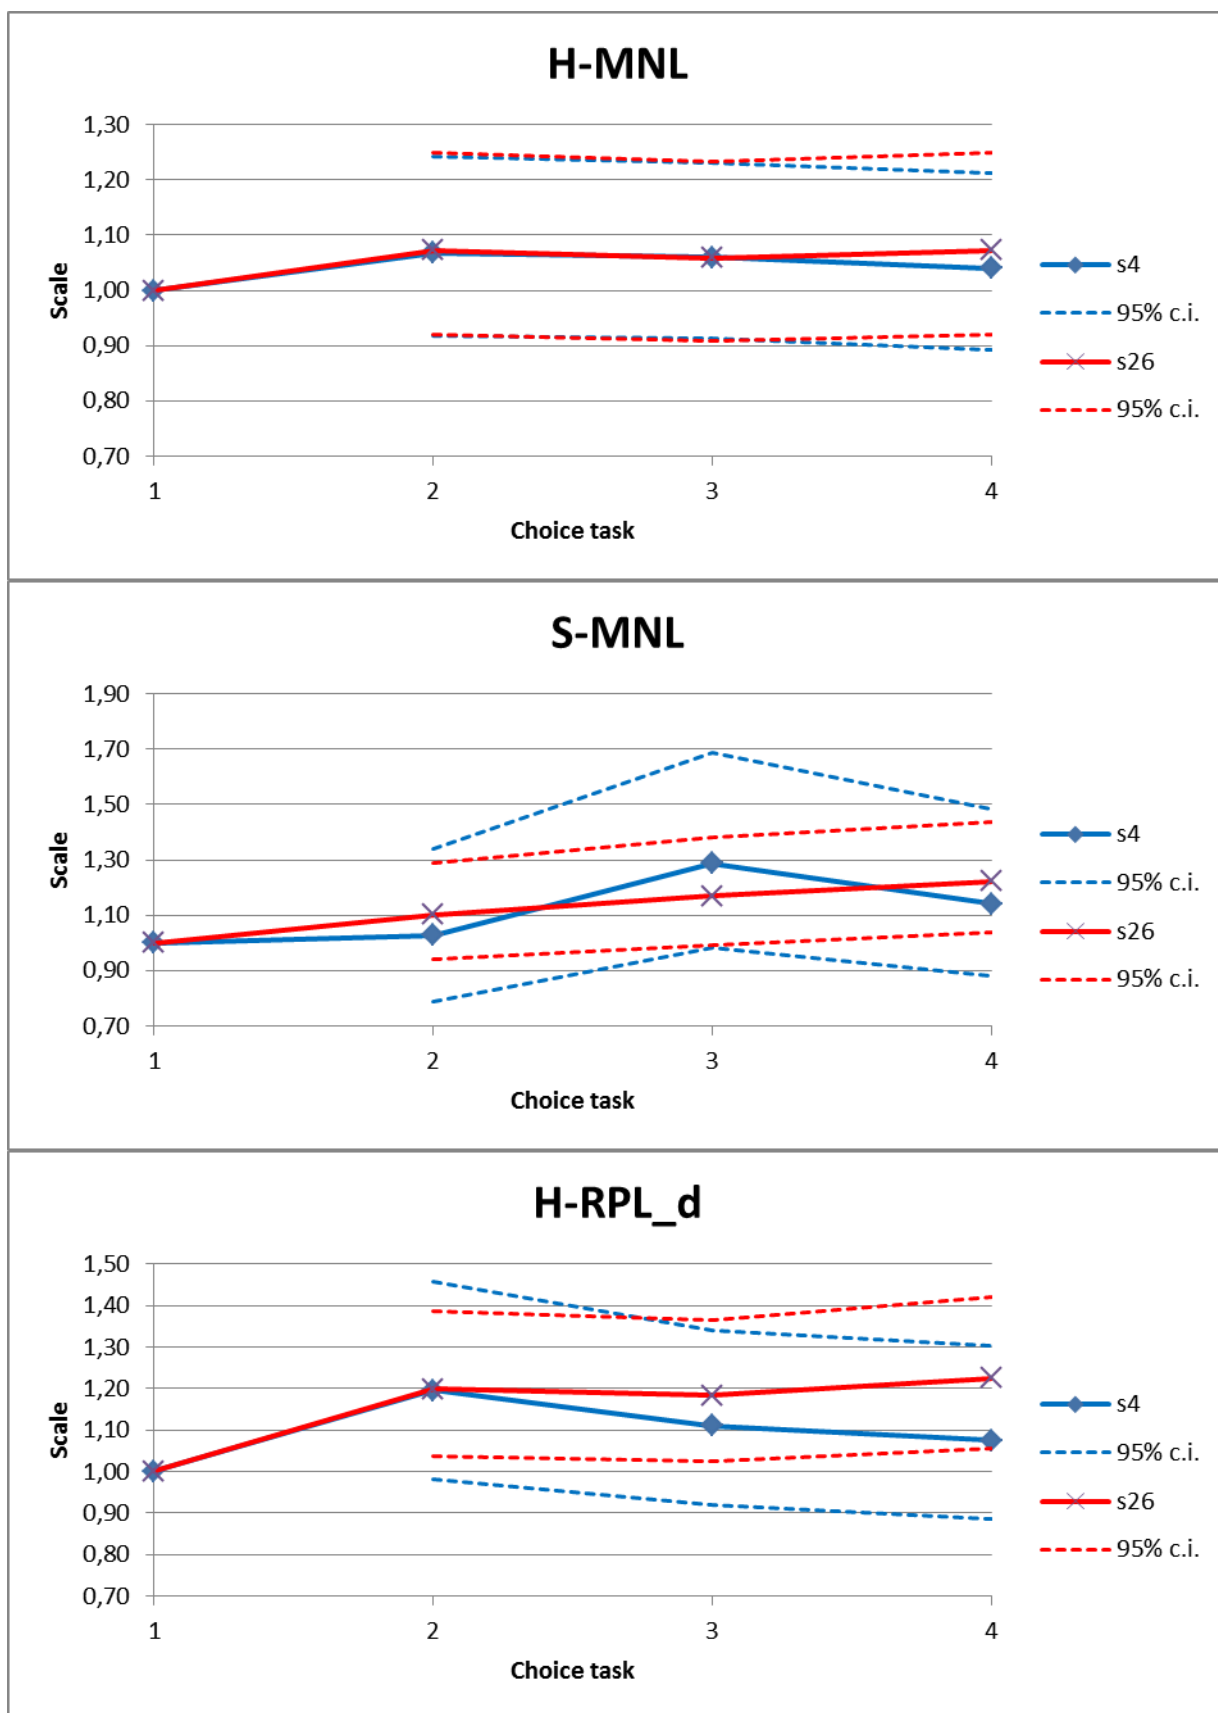 H-MNL
1,30
1,20
1,10
1,00
0,90
0,80
0,70
Scale
1 2 3 4
Choice task
s4
95% c.i.
s26
95% c.i.
S-MNL
1,90
1,70
1,50
1,30
1,10
0,90
0,70
Scale
1 2 3 4
Choice task
s4
95% c.i.
s26
95% c.i.
H-RPL_d
1,50
1,40
1,30
1,20
1,10
1,00
0,90
0,80
0,70
Scale
1 2 3 4
Choice task
s4
95% c.i.
s26
95% c.i.